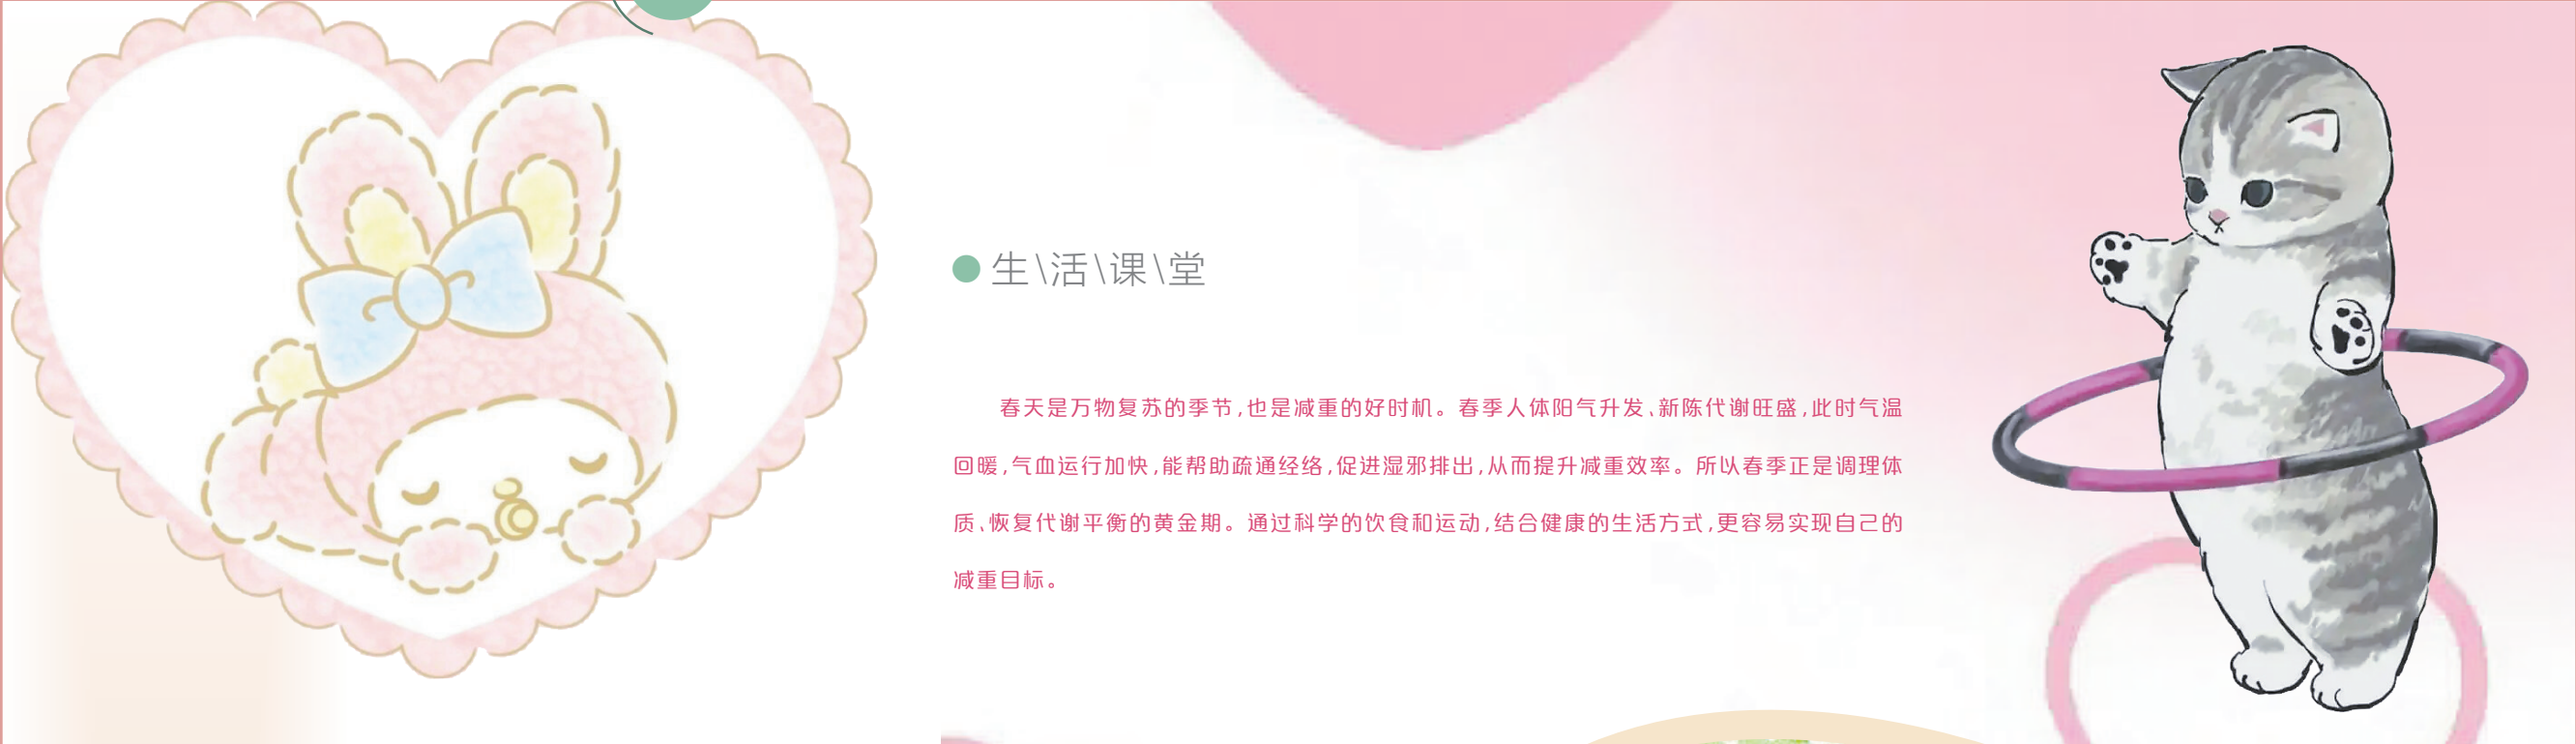 生\活\课\堂
春天是万物复苏的季节,也是减重的好时机。春季人体阳气升发、新陈代谢旺盛,此时气温
回暖,气血运行加快,能帮助疏通经络,促进湿邪排出,从而提升减重效率。所以春季正是调理体
质、恢复代谢平衡的黄金期。通过科学的饮食和运动,结合健康的生活方式,更容易实现自己的
减重目标。